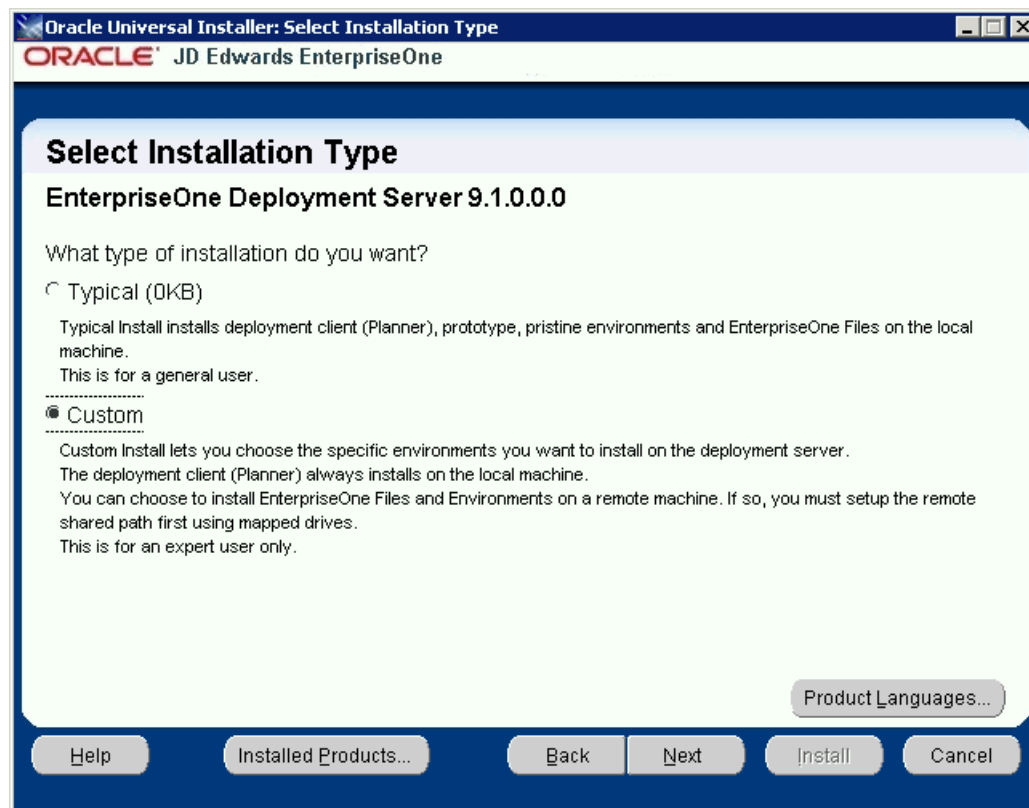 Oracle Universal Installer: Select Installation Type
ORACLE® JD Edwards EnterpriseOne
Select Installation Type
EnterpriseOne Deployment Server 9.1.0.0.0
What type of installation do you want?
Typical (0KB)
Typical Install installs deployment client (Planner), prototype, pristine environments and EnterpriseOne Files on the local
machine.
This is for a general user.
Custom
Custom Install lets you choose the specific environments you want to install on the deployment server.
The deployment client (Planner) always installs on the local machine.
You can choose to install EnterpriseOne Files and Environments on a remote machine. If so, you must setup the remote
shared path first using mapped drives.
This is for an expert user only.
Product Languages...
Help Installed Products... Back Next Install Cancel